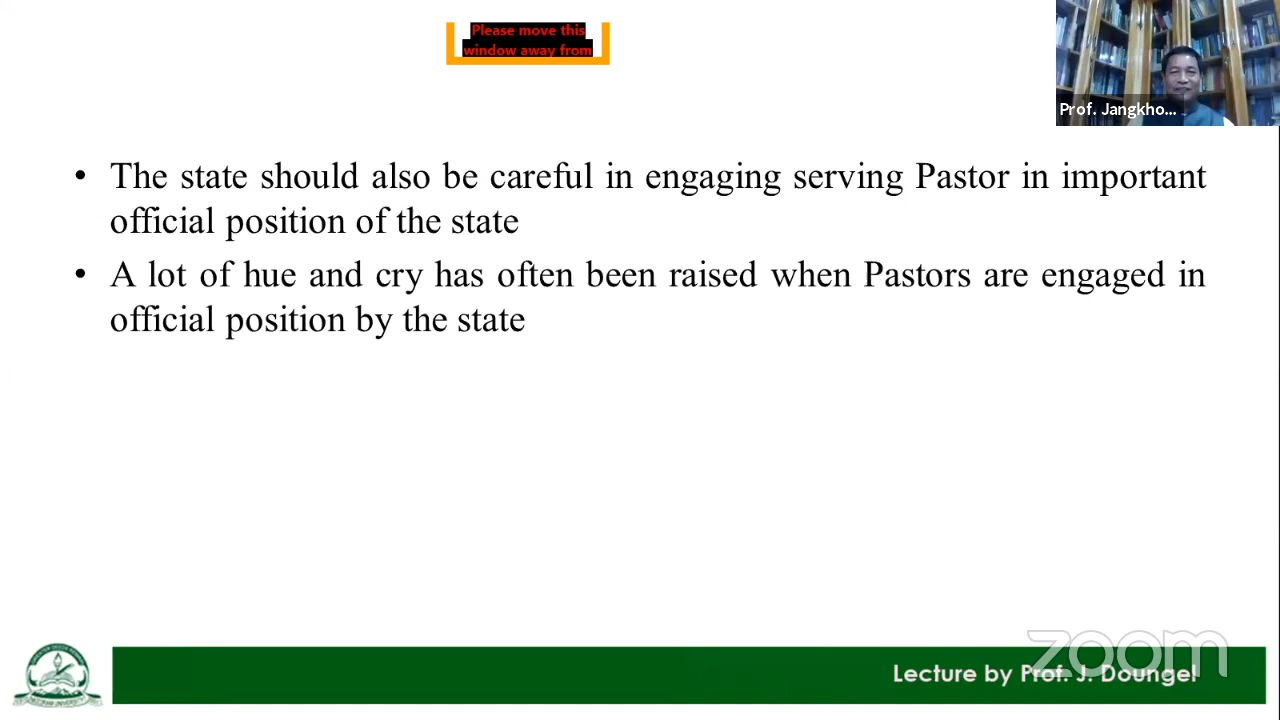 Please move this
window away from
Prof. Jangkho...
• The state should also be careful in engaging serving Pastor in important
official position of the state
• A lot of hue and cry has often been raised when Pastors are engaged in
official position by the state
zoom
Lecture by Prof. J. Doungel